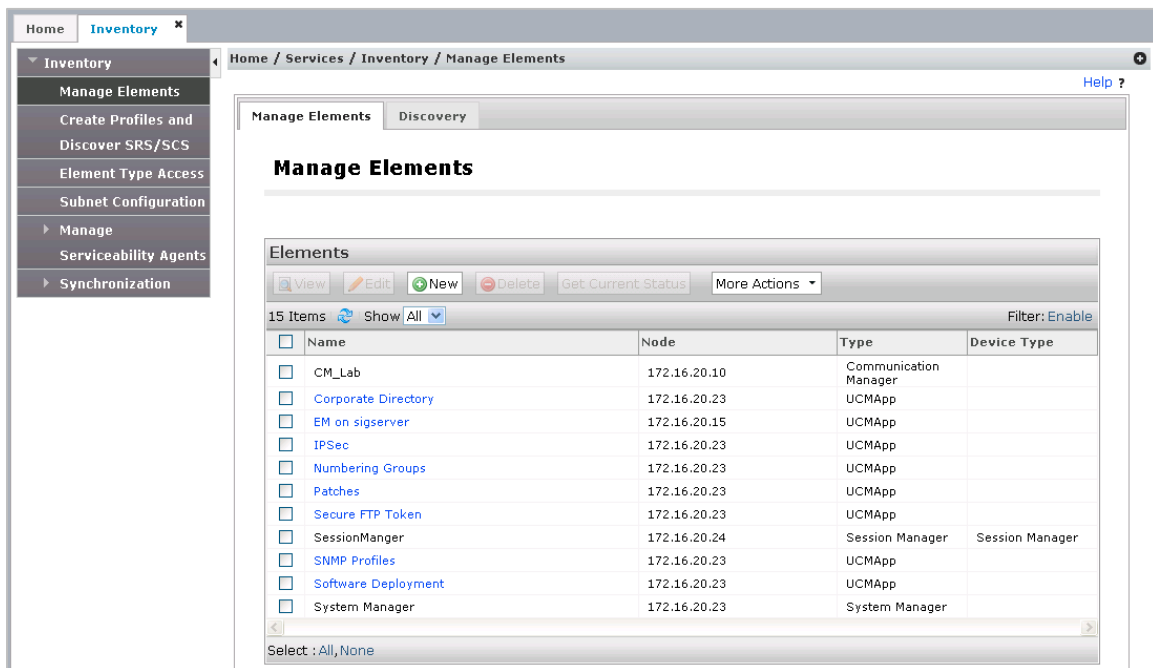 Home Inventory
Inventory
Manage Elements
Create Profiles and
Discover SRS/SCS
Element Type Access
Subnet Configuration
Manage
Serviceability Agents
Synchronization
Home / Services / Inventory / Manage Elements
Help ?
Manage Elements Discovery
Manage Elements
Elements
View Edit New Delete Get Current Status More Actions
15 Items Show All Filter: Enable
Name Node Type Device Type
CM_Lab 172.16.20.10 Communication
Manager
Corporate Directory 172.16.20.23 UCMApp
EM on sigserver 172.16.20.15 UCMApp
IPSec 172.16.20.23 UCMApp
Numbering Groups 172.16.20.23 UCMApp
Patches 172.16.20.23 UCMApp
Secure FTP Token 172.16.20.23 UCMApp
SessionManger 172.16.20.24 Session Manager Session Manager
SNMP Profiles 172.16.20.23 UCMApp
Software Deployment 172.16.20.23 UCMApp
System Manager 172.16.20.23 System Manager
Select : All, None